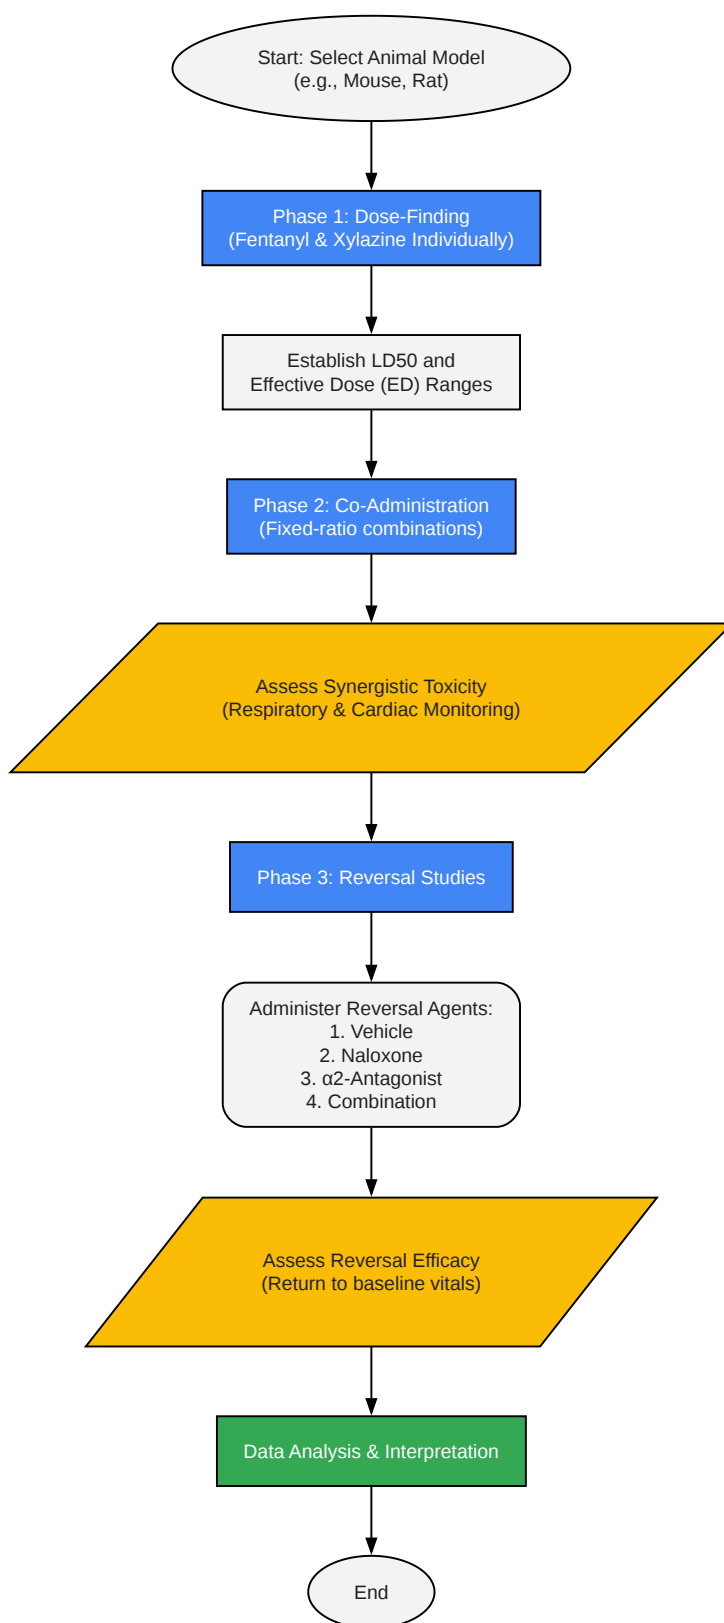 Start: Select Animal Model
(e.g., Mouse, Rat)
Phase 1: Dose-Finding
(Fentanyl & Xylazine Individually)
Establish LD50 and
Effective Dose (ED) Ranges
Phase 2: Co-Administration
(Fixed-ratio combinations)
Assess Synergistic Toxicity
(Respiratory & Cardiac Monitoring)
Phase 3: Reversal Studies
Administer Reversal Agents:
1. Vehicle
2. Naloxone
3. α2-Antagonist
4. Combination
Assess Reversal Efficacy
(Return to baseline vitals)
Data Analysis & Interpretation
End